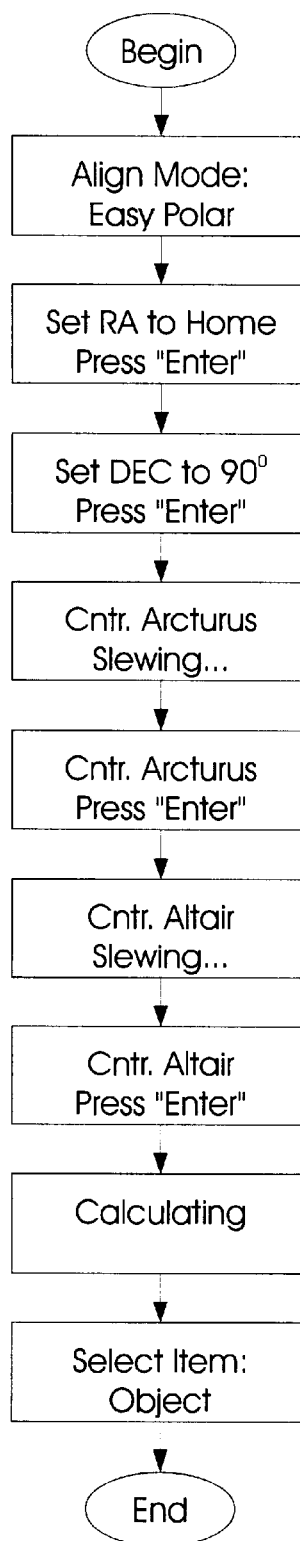 Begin
Align Mode:
Easy Polar
Set RA to Home
Press "Enter"
Set DEC to 90⁰
Press "Enter"
Cntr. Arcturus
Slewing...
Cntr. Arcturus
Press "Enter"
Cntr. Altair
Slewing...
Cntr. Altair
Press "Enter"
Calculating
Select Item:
Object
End